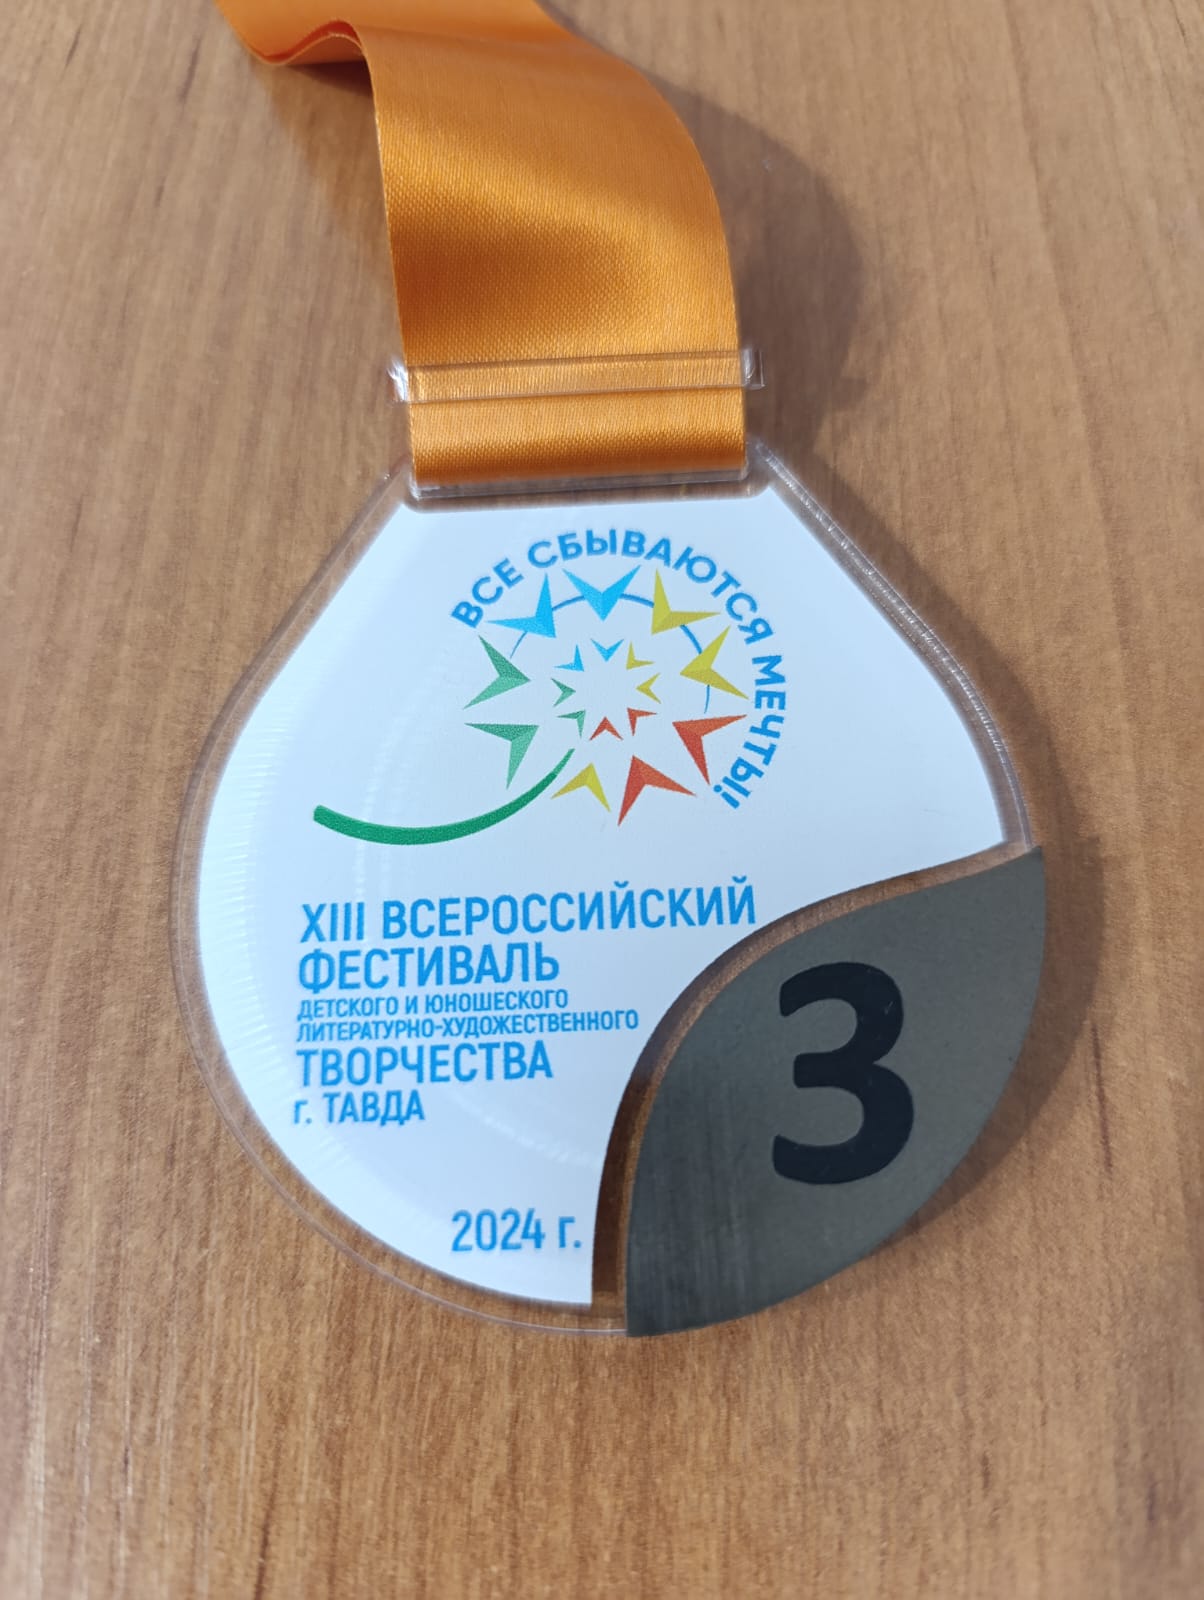 ВСЕ СБЫВАЮТСЯ МЕЧТЫ!
XIII ВСЕРОССИЙСКИЙ
ФЕСТИВАЛЬ
ДЕТСКОГО И ЮНОШЕСКОГО
ЛИТЕРАТУРНО-ХУДОЖЕСТВЕННОГО
ТВОРЧЕСТВА
г. ТАВДА
2024 г.
3